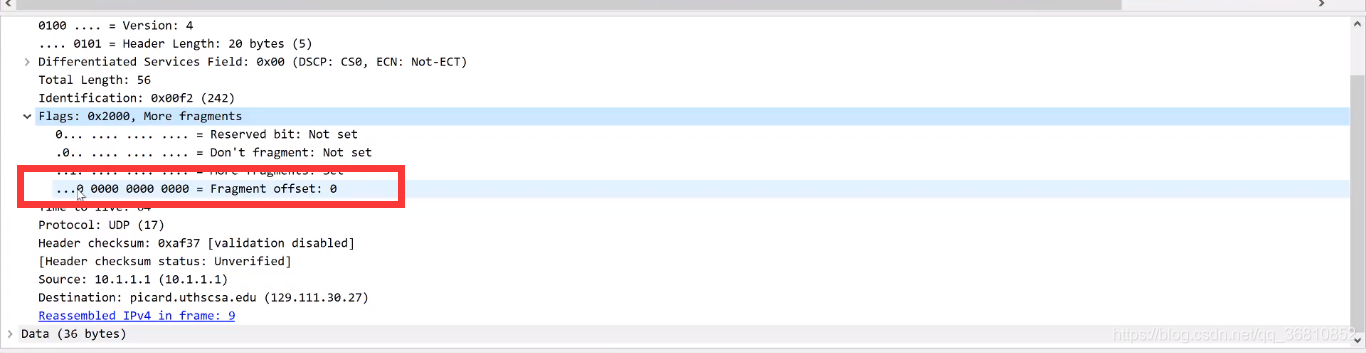 0100 .... = Version: 4
.... 0101 = Header Length: 20 bytes (5)
Differentiated Services Field: 0x00 (DSCP: CS0, ECN: Not-ECT)
Total Length: 56
Identification: 0x00f2 (242)
Flags: 0x2000, More fragments
0... .... .... .... = Reserved bit: Not set
.0.. .... .... .... = Don't fragment: Not set
..1. .... .... .... = More fragments: Set
...0 0000 0000 0000 = Fragment offset: 0
Time to live: 64
Protocol: UDP (17)
Header checksum: 0xaf37 [validation disabled]
[Header checksum status: Unverified]
Source: 10.1.1.1 (10.1.1.1)
Destination: picard.uthscsa.edu (129.111.30.27)
Reassembled IPv4 in frame: 9
Data (36 bytes)
https://blog.csdn.net/qq_36810852